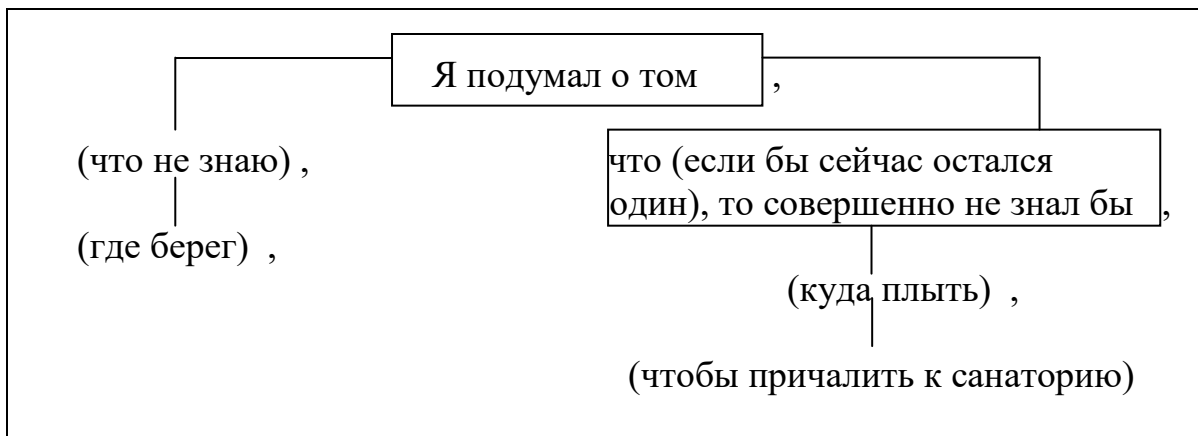 Я подумал о том ,
(что не знаю) ,
(где берег) ,
что (если бы сейчас остался
один), то совершенно не знал бы ,
(куда плыть) ,
(чтобы причалить к санаторию)